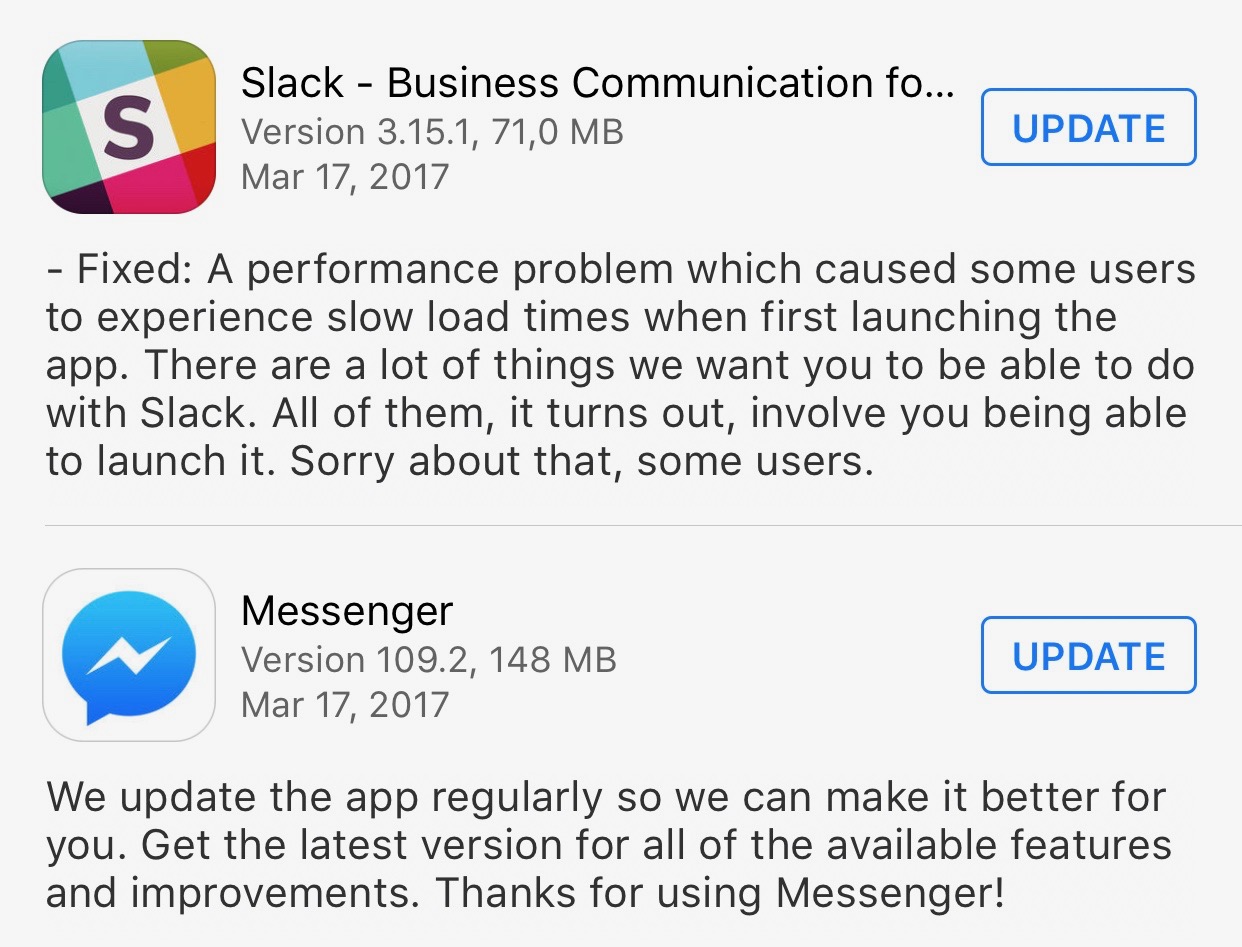 S
Slack - Business Communication fo...
Version 3.15.1, 71,0 MB
Mar 17, 2017
UPDATE
- Fixed: A performance problem which caused some users
to experience slow load times when first launching the
app. There are a lot of things we want you to be able to do
with Slack. All of them, it turns out, involve you being able
to launch it. Sorry about that, some users.
Messenger
Version 109.2, 148 MB
Mar 17, 2017
UPDATE
We update the app regularly so we can make it better for
you. Get the latest version for all of the available features
and improvements. Thanks for using Messenger!